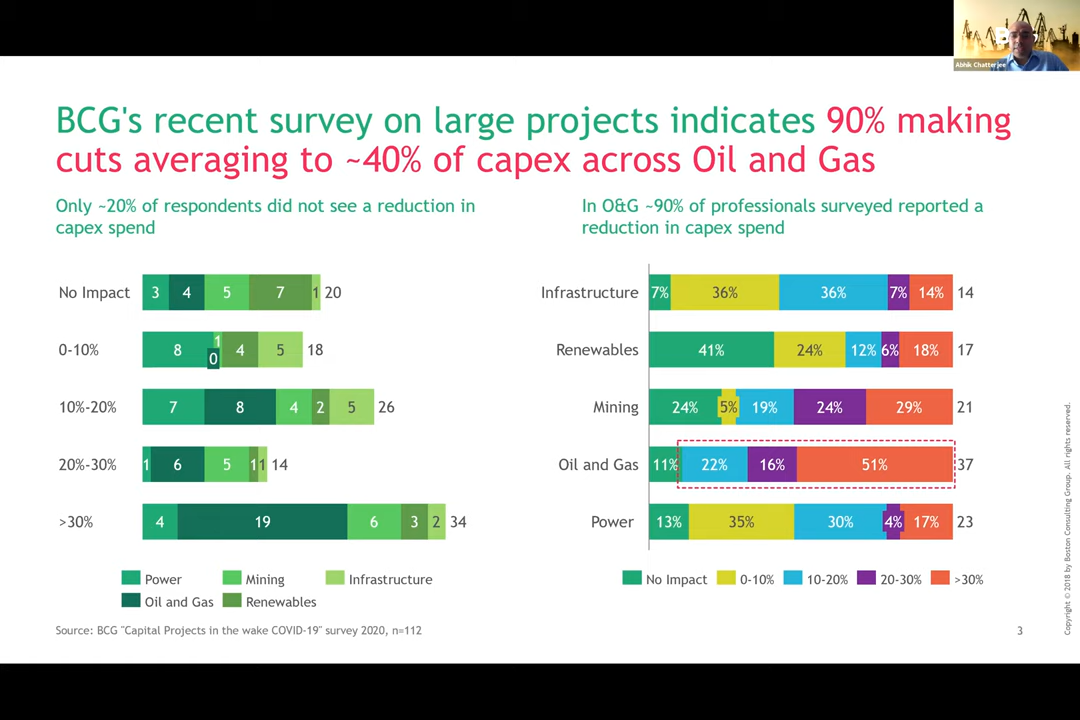 Abhik Chatterjee
BCG's recent survey on large projects indicates 90% making
cuts averaging to ~40% of capex across Oil and Gas
Only ~20% of respondents did not see a reduction in
capex spend
No Impact 3 4 5 7 1 20
0-10% 8 0 1 4 5 18
10%-20% 7 8 4 2 5 26
20%-30% 1 6 5 1 1 14
>30% 4 19 6 3 2 34
Power Mining Infrastructure
Oil and Gas Renewables
In O&G ~90% of professionals surveyed reported a
reduction in capex spend
Infrastructure 7% 36% 36% 7% 14% 14
Renewables 41% 24% 12% 6% 18% 17
Mining 24% 5% 19% 24% 29% 21
Oil and Gas 11% 22% 16% 51% 37
Power 13% 35% 30% 4% 17% 23
No Impact 0-10% 10-20% 20-30% >30%
Source: BCG "Capital Projects in the wake COVID-19" survey 2020, n=112
3
Copyright © 2018 by Boston Consulting Group. All rights reserved.